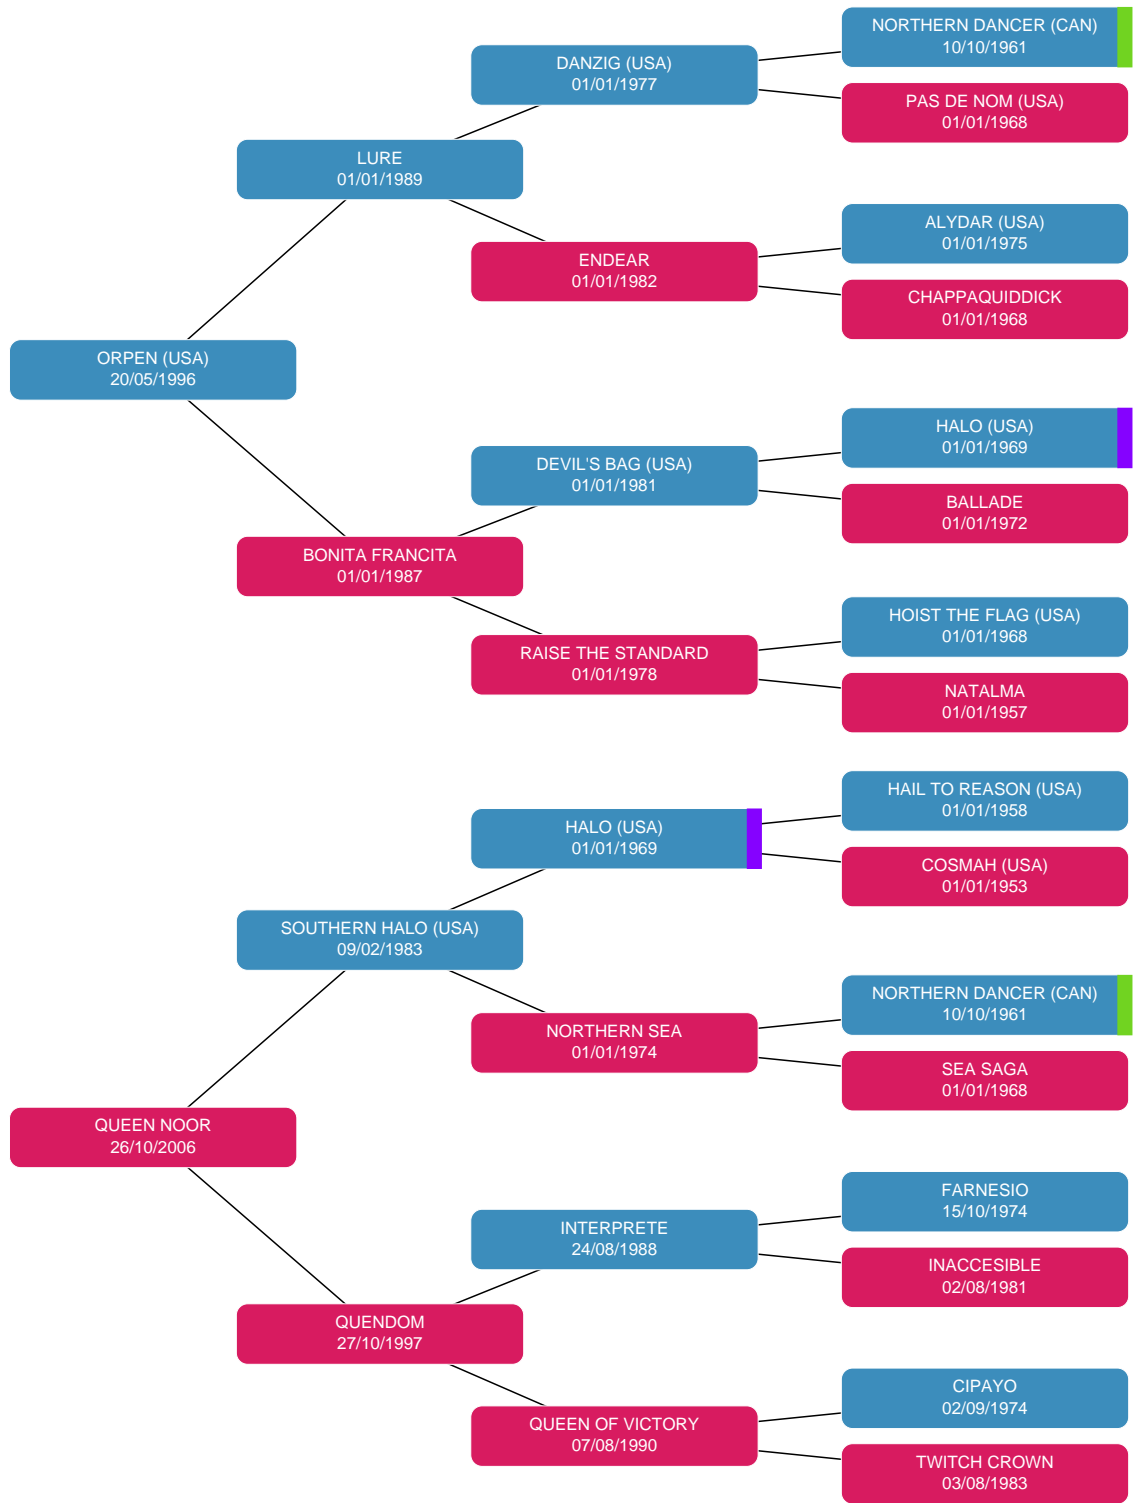 NORTHERN DANCER (CAN)
10/10/1961
DANZIG (USA)
01/01/1977
PAS DE NOM (USA)
01/01/1968
LURE
01/01/1989
ALYDAR (USA)
01/01/1975
ENDEAR
01/01/1982
CHAPPAQUIDDICK
01/01/1968
ORPEN (USA)
20/05/1996
HALO (USA)
01/01/1969
DEVIL'S BAG (USA)
01/01/1981
BALLADE
01/01/1972
BONITA FRANCITA
01/01/1987
HOIST THE FLAG (USA)
01/01/1968
RAISE THE STANDARD
01/01/1978
NATALMA
01/01/1957
HAIL TO REASON (USA)
01/01/1958
HALO (USA)
01/01/1969
COSMAH (USA)
01/01/1953
SOUTHERN HALO (USA)
09/02/1983
NORTHERN DANCER (CAN)
10/10/1961
NORTHERN SEA
01/01/1974
SEA SAGA
01/01/1968
QUEEN NOOR
26/10/2006
FARNESIO
15/10/1974
INTERPRETE
24/08/1988
INACCESIBLE
02/08/1981
QUENDOM
27/10/1997
CIPAYO
02/09/1974
QUEEN OF VICTORY
07/08/1990
TWITCH CROWN
03/08/1983